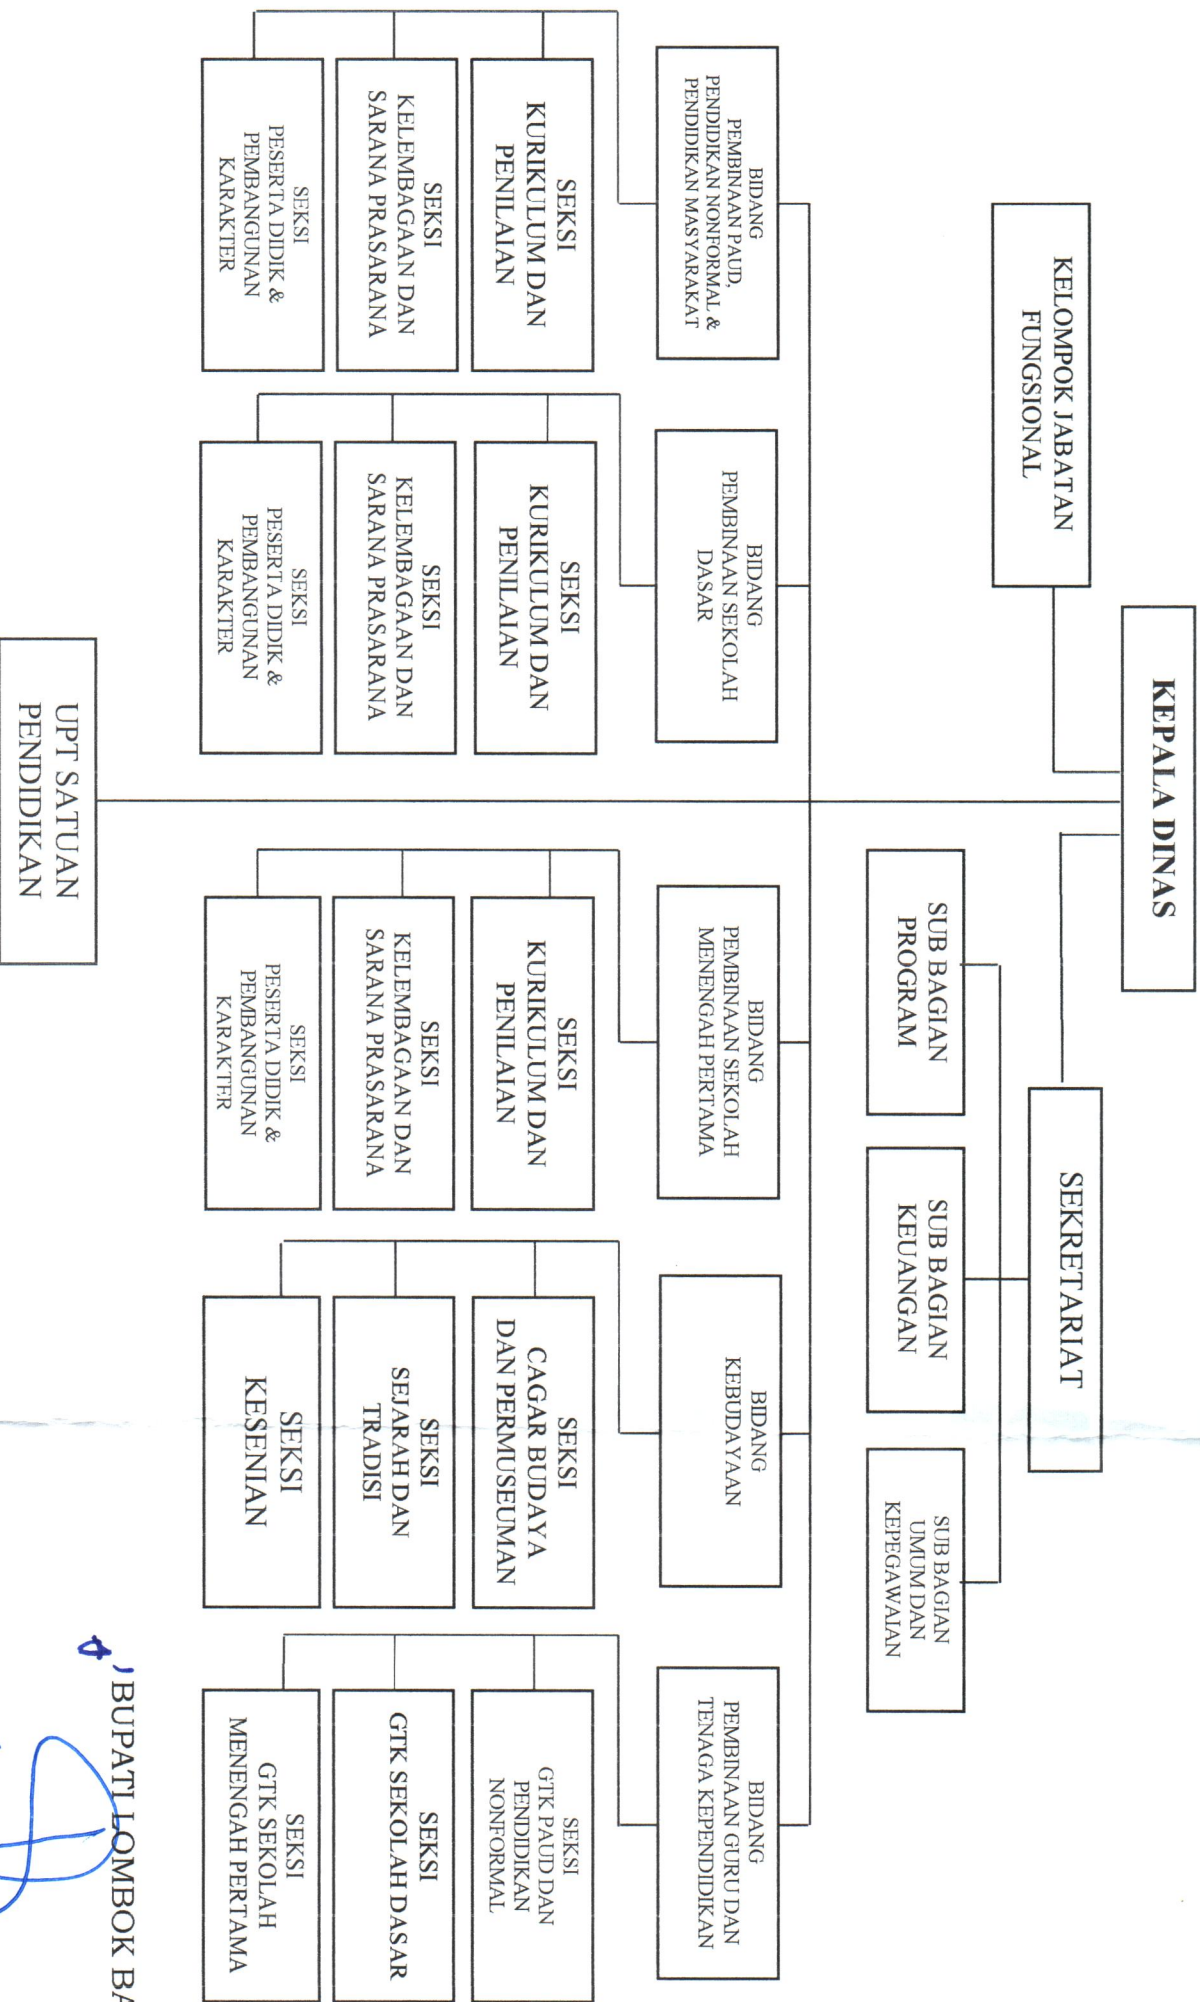 KEPALA DINAS
KELOMPOK JABATAN
FUNGSIONAL
SEKRETARIAT
SUB BAGIAN
PROGRAM
SUB BAGIAN
KEUANGAN
SUB BAGIAN
UMUM DAN
KEPEGAWAIAN
BIDANG
PEMBINAAN PAUD,
PENDIDIKAN NONFORMAL &
PENDIDIKAN MASYARAKAT
SEKSI
KURIKULUM DAN
PENILAIAN
SEKSI
KELEMBAGAAN DAN
SARANA PRASARANA
SEKSI
PESERTA DIDIK &
PEMBANGUNAN
KARAKTER
BIDANG
PEMBINAAN SEKOLAH
DASAR
SEKSI
KURIKULUM DAN
PENILAIAN
SEKSI
KELEMBAGAAN DAN
SARANA PRASARANA
SEKSI
PESERTA DIDIK &
PEMBANGUNAN
KARAKTER
BIDANG
PEMBINAAN SEKOLAH
MENENGAH PERTAMA
SEKSI
KURIKULUM DAN
PENILAIAN
SEKSI
KELEMBAGAAN DAN
SARANA PRASARANA
SEKSI
PESERTA DIDIK &
PEMBANGUNAN
KARAKTER
BIDANG
KEBUDAYAAN
SEKSI
CAGAR BUDAYA
DAN PERMUSEUMAN
SEKSI
SEJARAH DAN
TRADISI
SEKSI
KESENIAN
BIDANG
PEMBINAAN GURU DAN
TENAGA KEPENDIDIKAN
SEKSI
GTK PAUD DAN
PENDIDIKAN
NONFORMAL
SEKSI
GTK SEKOLAH DASAR
SEKSI
GTK SEKOLAH
MENENGAH PERTAMA
UPT SATUAN
PENDIDIKAN
BUPATI LOMBOK BA